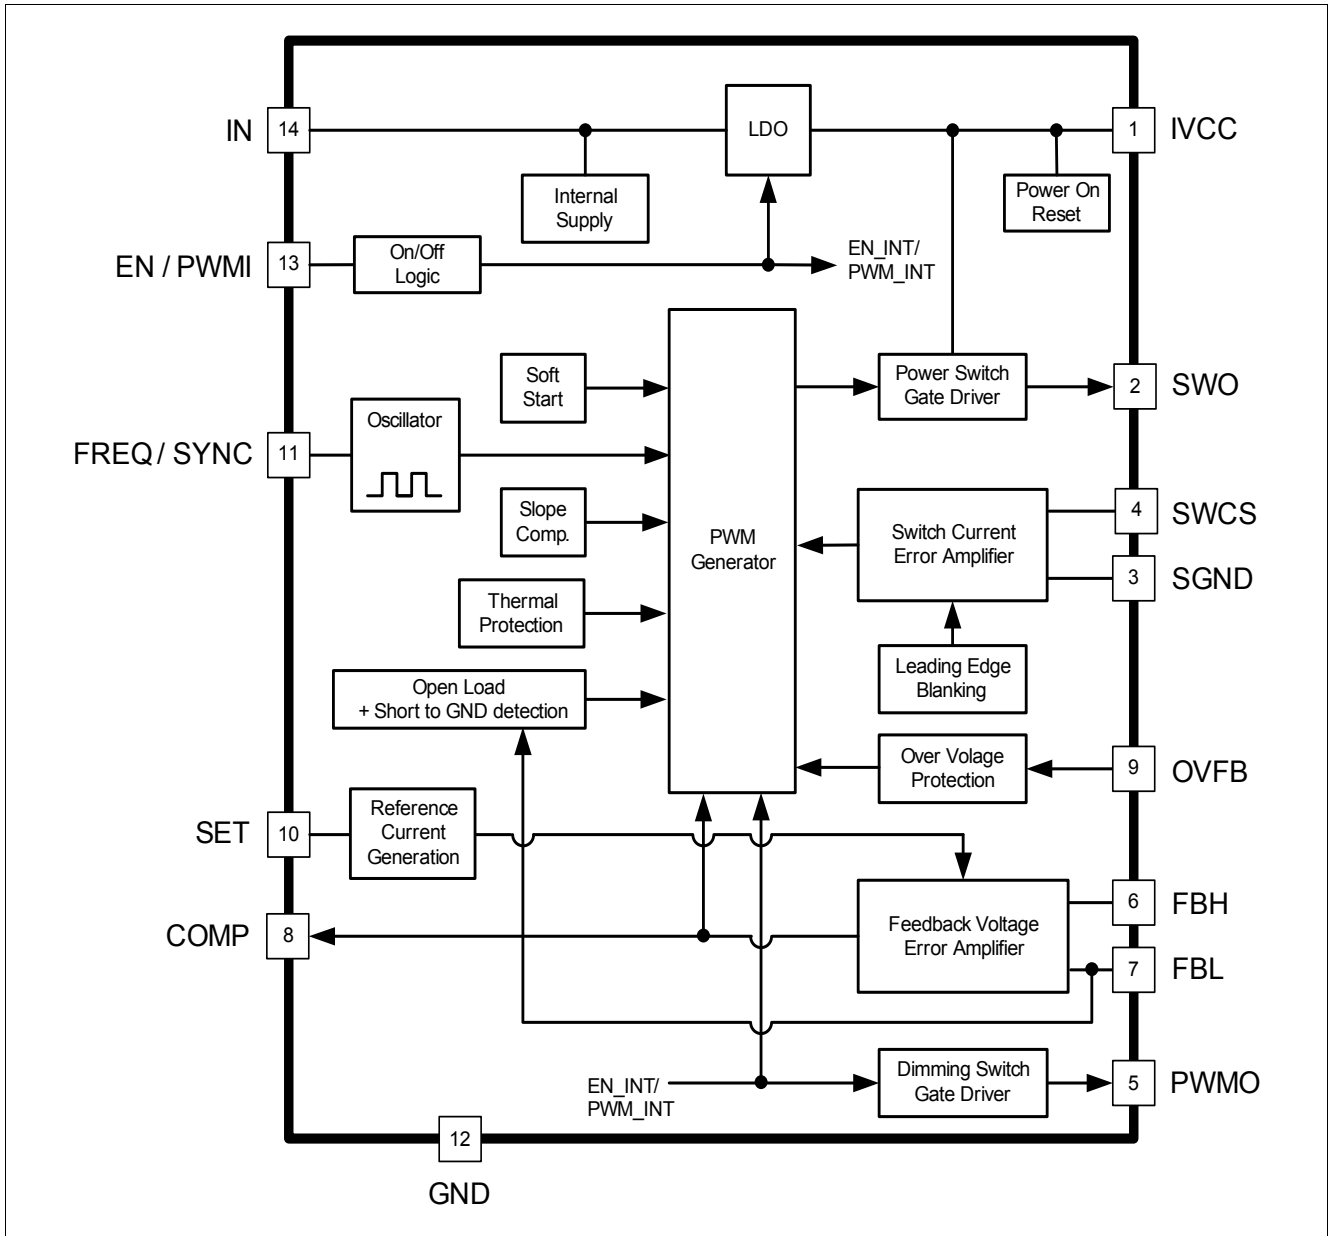 IN
14
LDO
1
IVCC
Internal
Supply
Power On
Reset
EN / PWMI
13
On/Off
Logic
EN_INT/
PWM_INT
Soft
Start
Power Switch
Gate Driver
2
SWO
FREQ / SYNC
11
Oscillator
Slope
Comp.
PWM
Generator
Switch Current
Error Amplifier
4
SWCS
3
SGND
Thermal
Protection
Leading Edge
Blanking
Open Load
+ Short to GND detection
Over Volage
Protection
9
OVFB
SET
10
Reference
Current
Generation
COMP
8
Feedback Voltage
Error Amplifier
6
FBH
7
FBL
EN_INT/
PWM_INT
Dimming Switch
Gate Driver
5
PWMO
12
GND